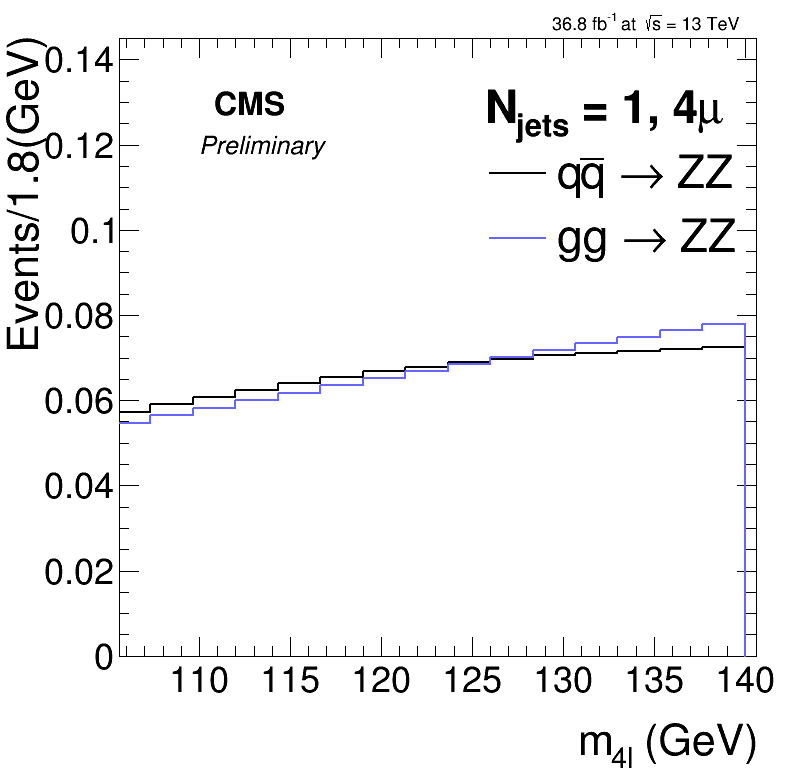 36.8 fb⁻¹ at √s = 13 TeV
Events/1.8(GeV)
CMS
Preliminary
N_jets = 1, 4μ
qq̅ → ZZ
gg → ZZ
0.14
0.12
0.1
0.08
0.06
0.04
0.02
0
110 115 120 125 130 135 140
m_4l (GeV)